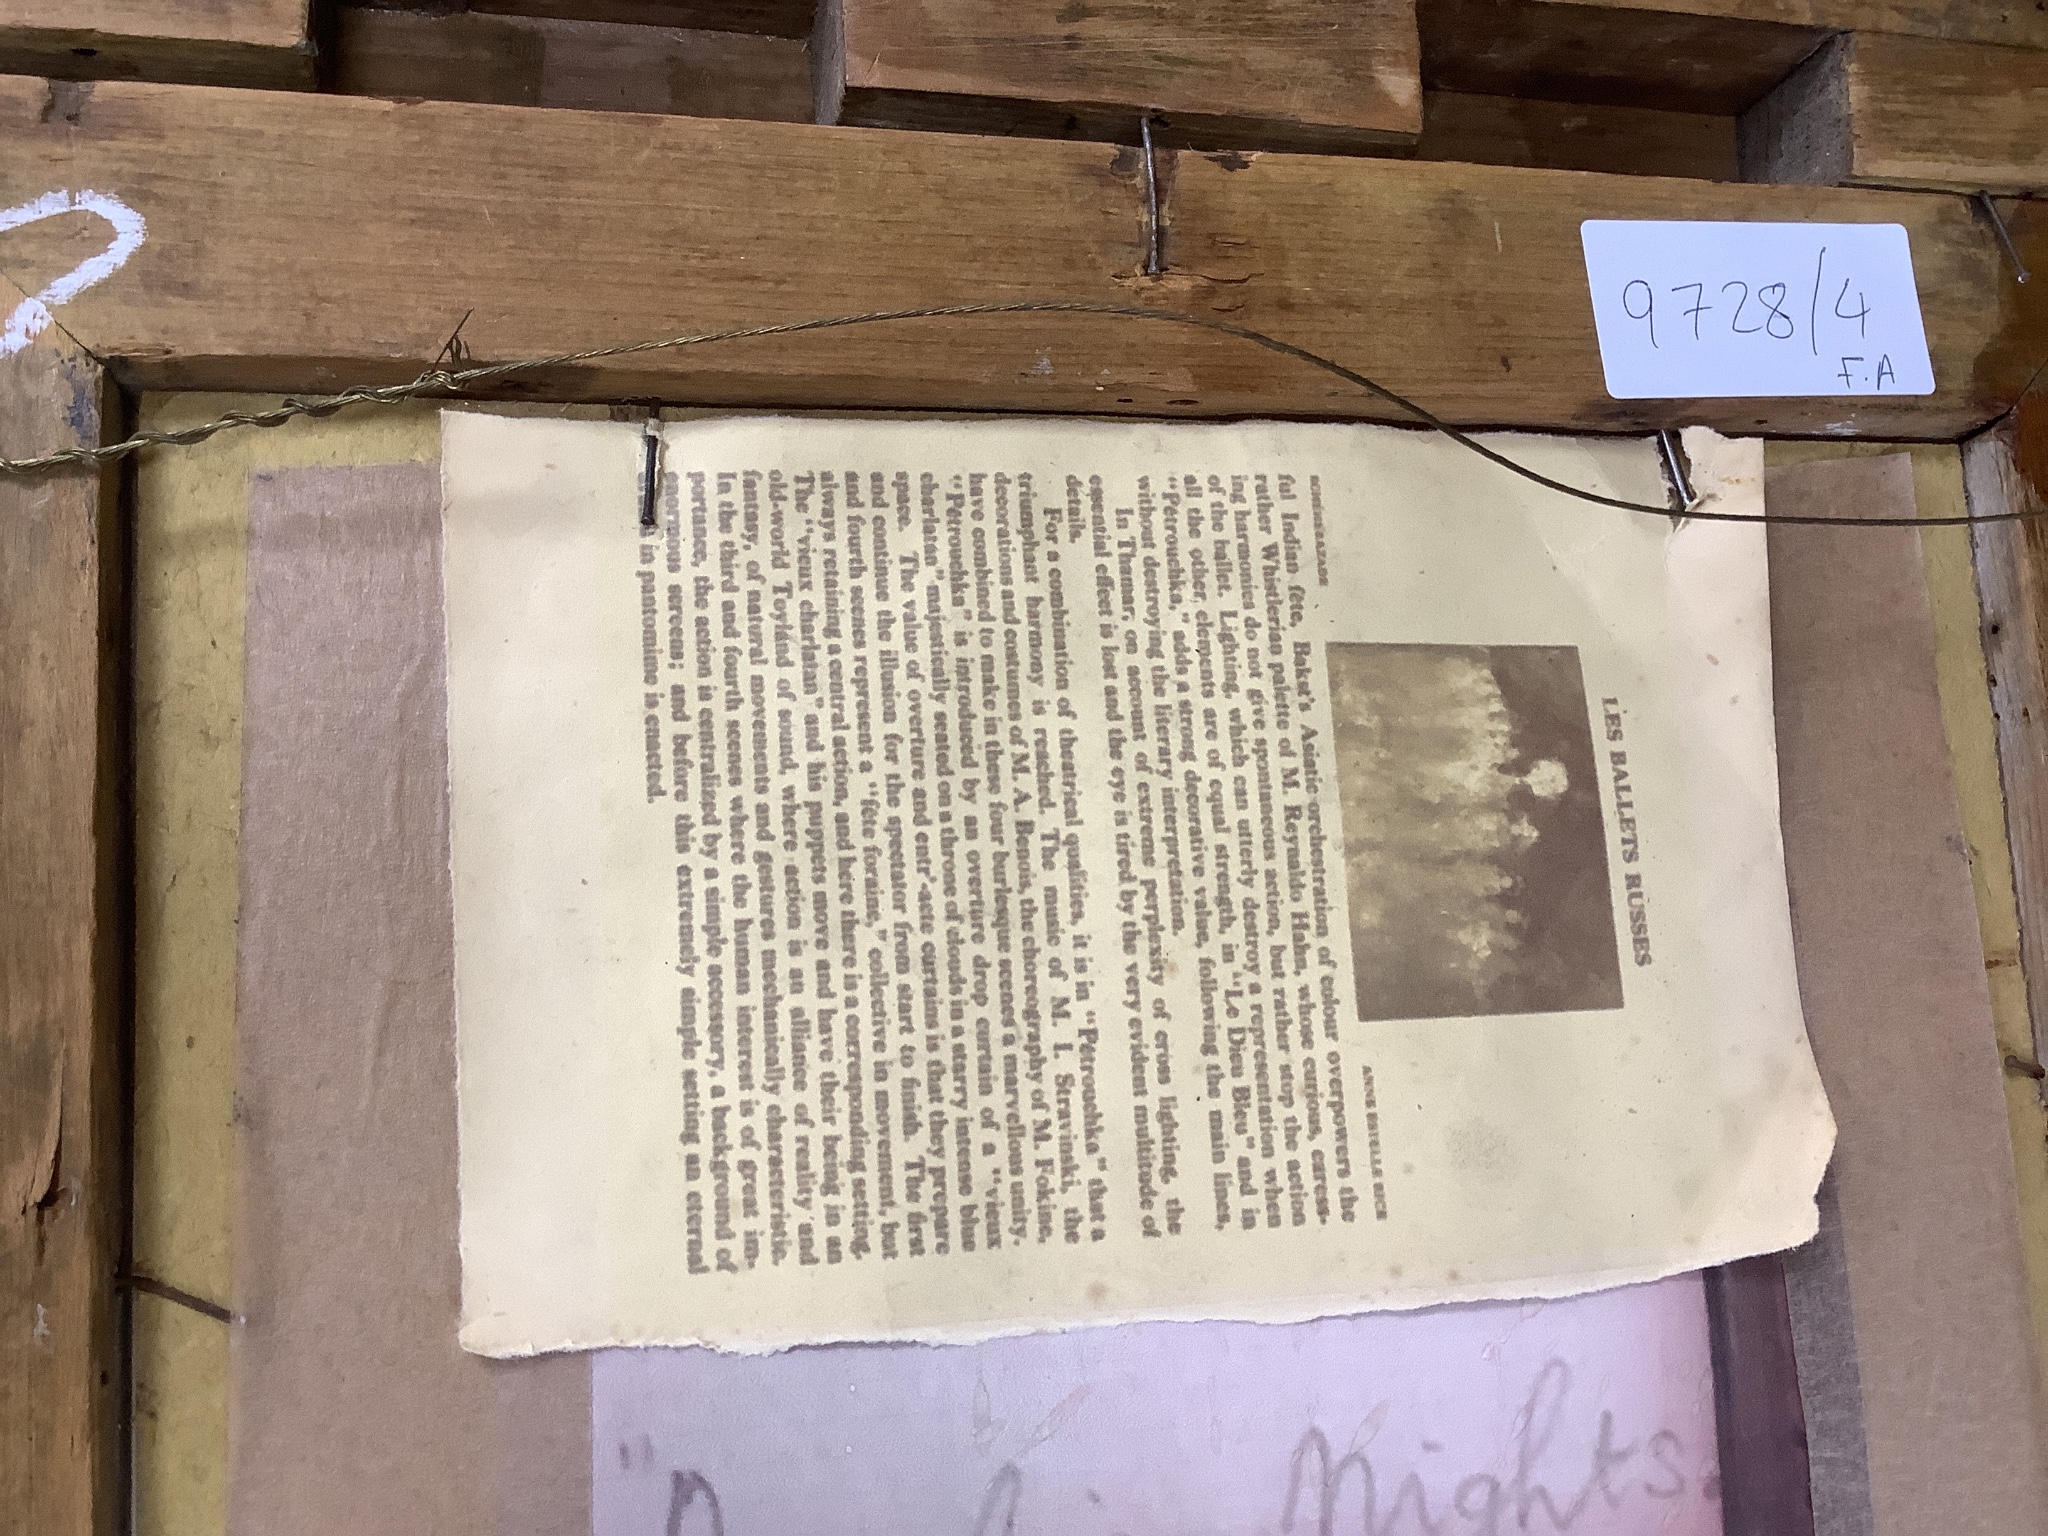 9728/4
F.A
LES BALLETS RUSSES
SCHÉHÉRAZADE
ANNE ESTELLE RICE
ful Indian fête, Bakst's Asiatic orchestration of colour overpowers the
rather Whistlerian palette of M. Reynaldo Hahn, whose curious, caress-
ing harmonies do not give spontaneous action, but rather stop the action
of the ballet. Lighting, which can utterly destroy a representation when
all the other elements are of equal strength, in "Le Dieu Bleu" and in
"Pétrouchka," adds a strong decorative value, following the main lines,
without destroying the literary interpretation.
In Thamar, on account of extreme perplexity of cross lighting, the
essential effect is lost and the eye is tired by the very evident multitude of
details.
For a combination of theatrical qualities, it is in "Pétrouchka" that a
triumphant harmony is reached. The music of M. I. Stravinski, the
decorations and costumes of M. A. Benois, the choreography of M. Fokine,
have combined to make in these four burlesque scenes a marvellous unity.
"Pétrouchka" is introduced by an overture drop curtain of a "vieux
charlatan" majestically seated on a throne of clouds in a starry intense blue
space. The value of overture and entr'-acte curtains is that they prepare
and continue the illusion for the spectator from start to finish. The first
and fourth scenes represent a "fête foraine," collective in movement, but
always retaining a central action, and here there is a corresponding setting.
The "vieux charlatan" and his puppets move and have their being in an
old-world Toyland of sound, where action is an alliance of reality and
fantasy, of natural movements and gestures mechanically characteristic.
In the third and fourth scenes where the human interest is of great im-
portance, the action is centralized by a simple accessory, a background of
enormous screens; and before this extremely simple setting an eternal
in pantomime is enacted.
Nights